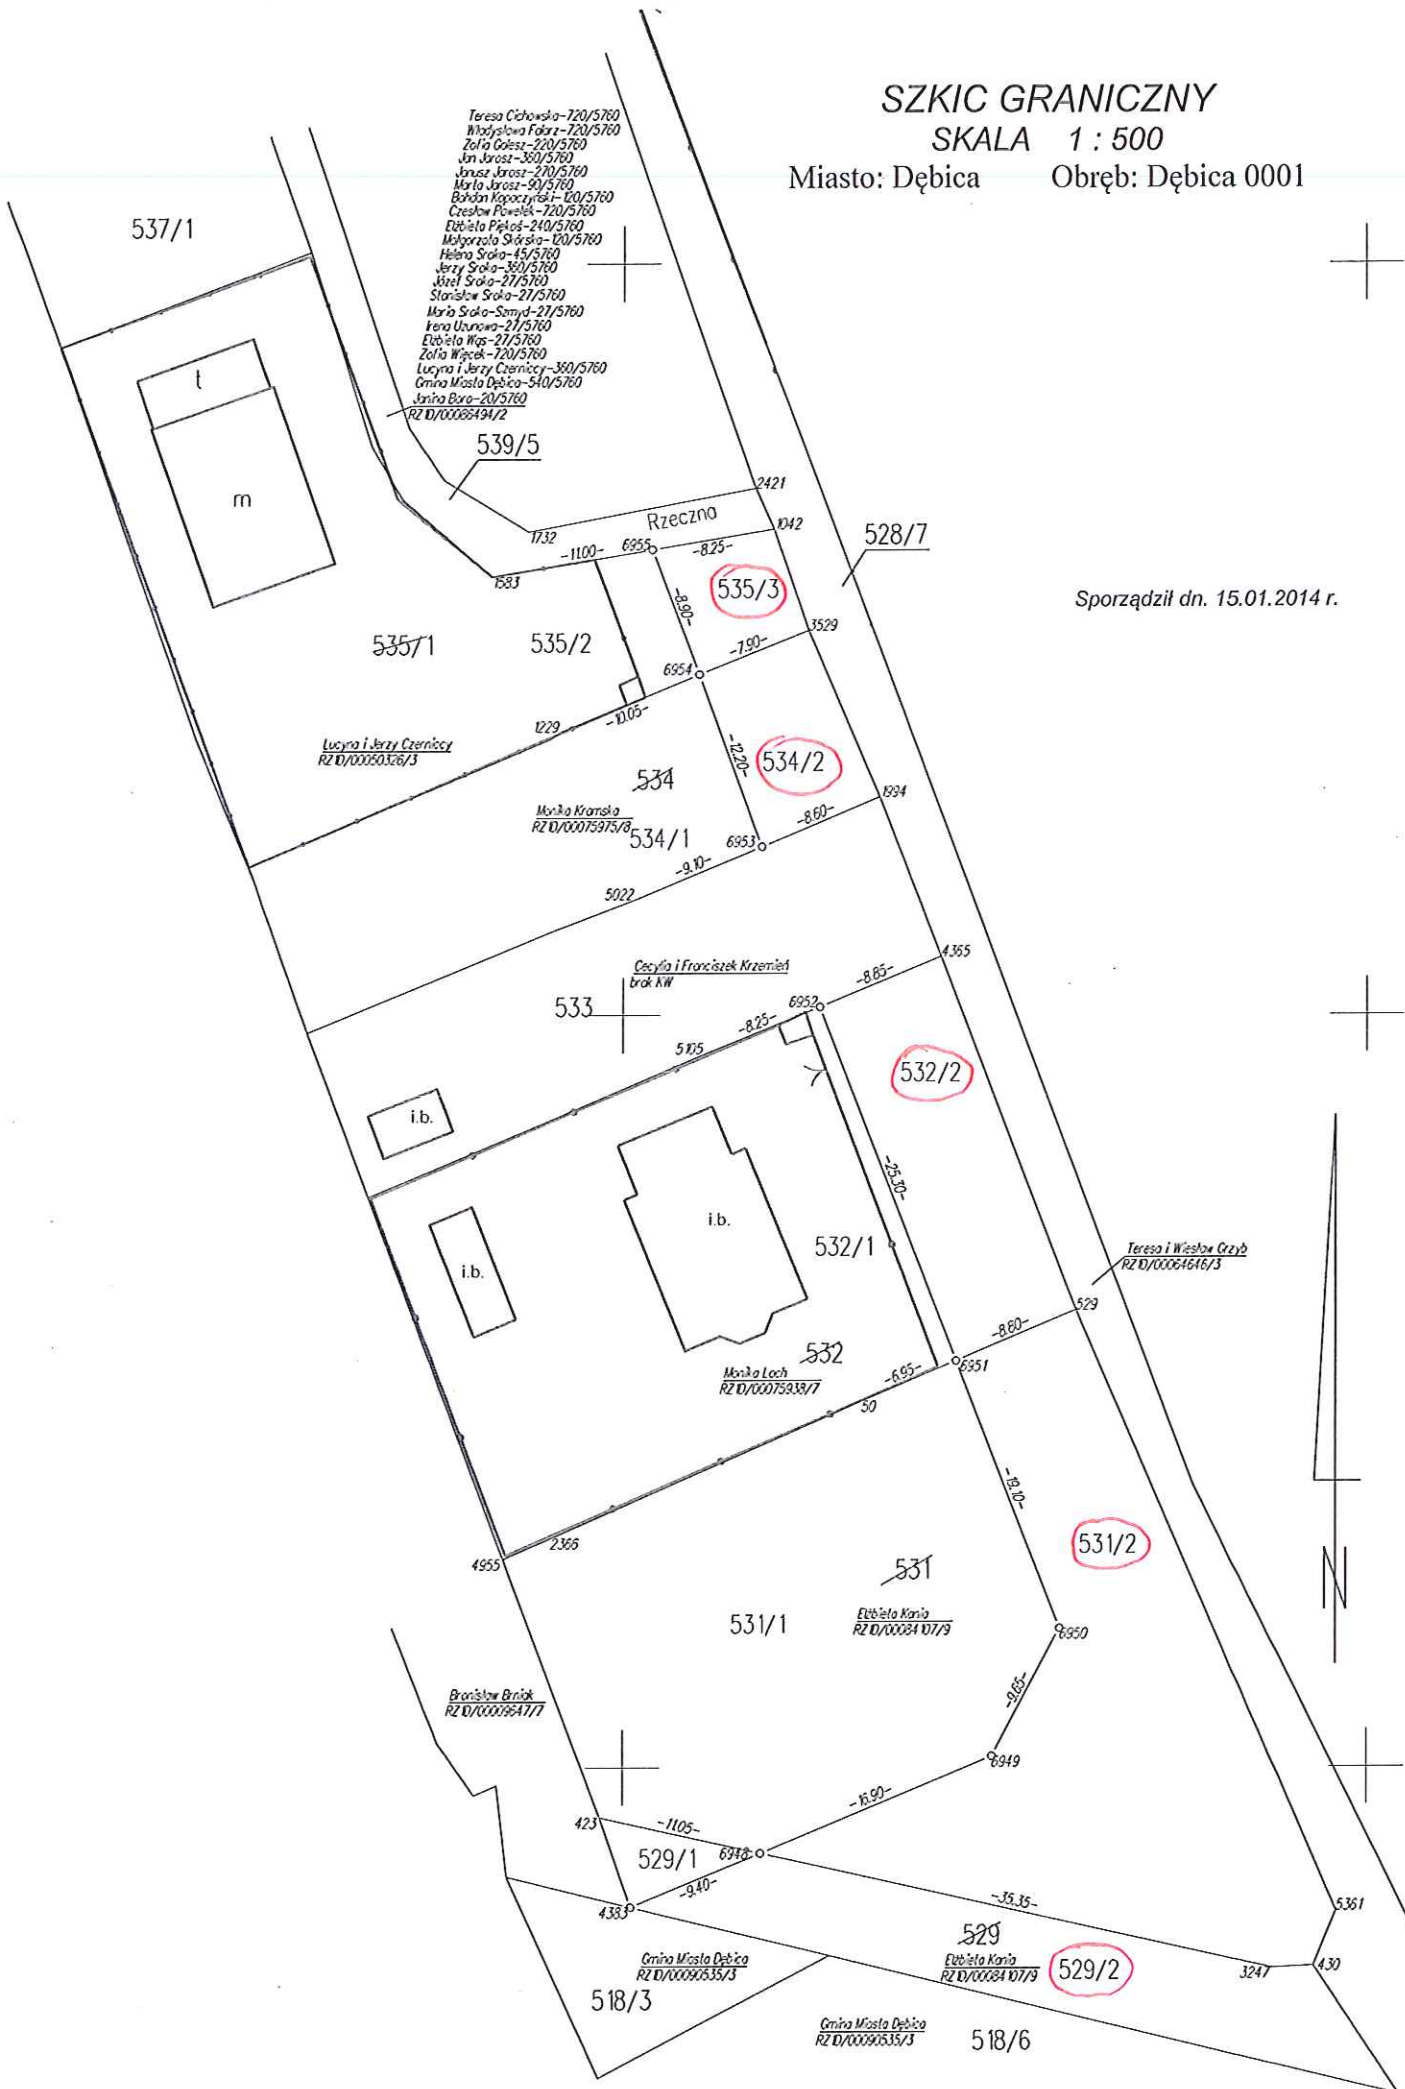 SZKIC GRANICZNY
SKALA 1 : 500
Miasto: Dębica Obręb: Dębica 0001
Teresa Cichowska-720/5760
Władysława Folarz-720/5760
Zofia Golesz-220/5760
Jan Jarosz-360/5760
Janusz Jarosz-270/5760
Marta Jarosz-90/5760
Bohdan Kopaczyński-120/5760
Czesław Pawełek-720/5760
Elżbieta Piękoś-240/5760
Małgorzata Skórska-120/5760
Helena Sroka-45/5760
Jerzy Sroka-360/5760
Józef Sroka-27/5760
Stanisław Sroka-27/5760
Maria Sroka-Szmyd-27/5760
Irena Uzunowa-27/5760
Elżbieta Wąs-27/5760
Zofia Więcek-720/5760
Lucyna i Jerzy Czerniccy-360/5760
Gmina Miasta Dębica-540/5760
Janina Bara-20/5760
RZ1D/00086494/2
537/1
t
m
539/5
2421
Rzeczna
1732
1042
6955
-11.00-
-8.25-
528/7
1583
535/3
-8.90-
Sporządził dn. 15.01.2014 r.
3529
535/1
535/2
-7.90-
6954
1229
-10.05-
Lucyna i Jerzy Czerniccy
RZ1D/00050326/3
-12.20-
534/2
534
1994
Monika Kramska
RZ1D/00075975/8
534/1
-8.60-
6953
-9.10-
5022
4365
Cecylia i Franciszek Krzemień
brak KW
-8.85-
533
6952
-8.25-
5105
532/2
i.b.
-25.30-
i.b.
532/1
i.b.
Teresa i Wiesław Grzyb
RZ1D/00064646/3
529
-8.80-
532
6951
Monika Loch
RZ1D/00075938/7
-6.95-
50
-19.10-
2366
531/2
4955
531
N
Elżbieta Kania
RZ1D/00084107/9
531/1
6950
Bronisław Brniak
RZ1D/00009647/7
-9.65-
6949
-16.90-
423
-11.05-
6948
529/1
-9.40-
-35.35-
5361
4383
529
Elżbieta Kania
RZ1D/00084107/9
529/2
3247
430
Gmina Miasta Dębica
RZ1D/00090535/3
518/3
Gmina Miasta Dębica
RZ1D/00090535/3
518/6